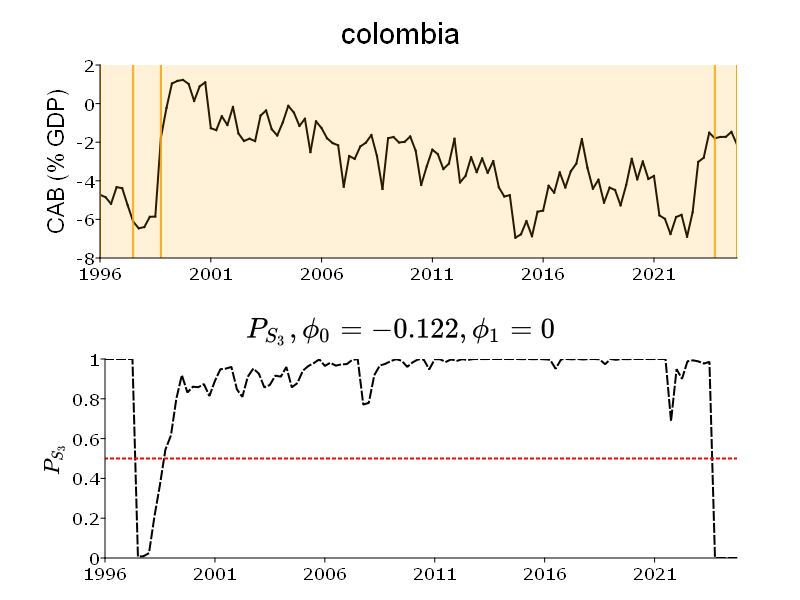 colombia
CAB (% GDP)
2
0
-2
-4
-6
-8
1996 2001 2006 2011 2016 2021
P_{S_3}, ϕ_0 = −0.122, ϕ_1 = 0
P_{S_3}
1
0.8
0.6
0.4
0.2
0
1996 2001 2006 2011 2016 2021